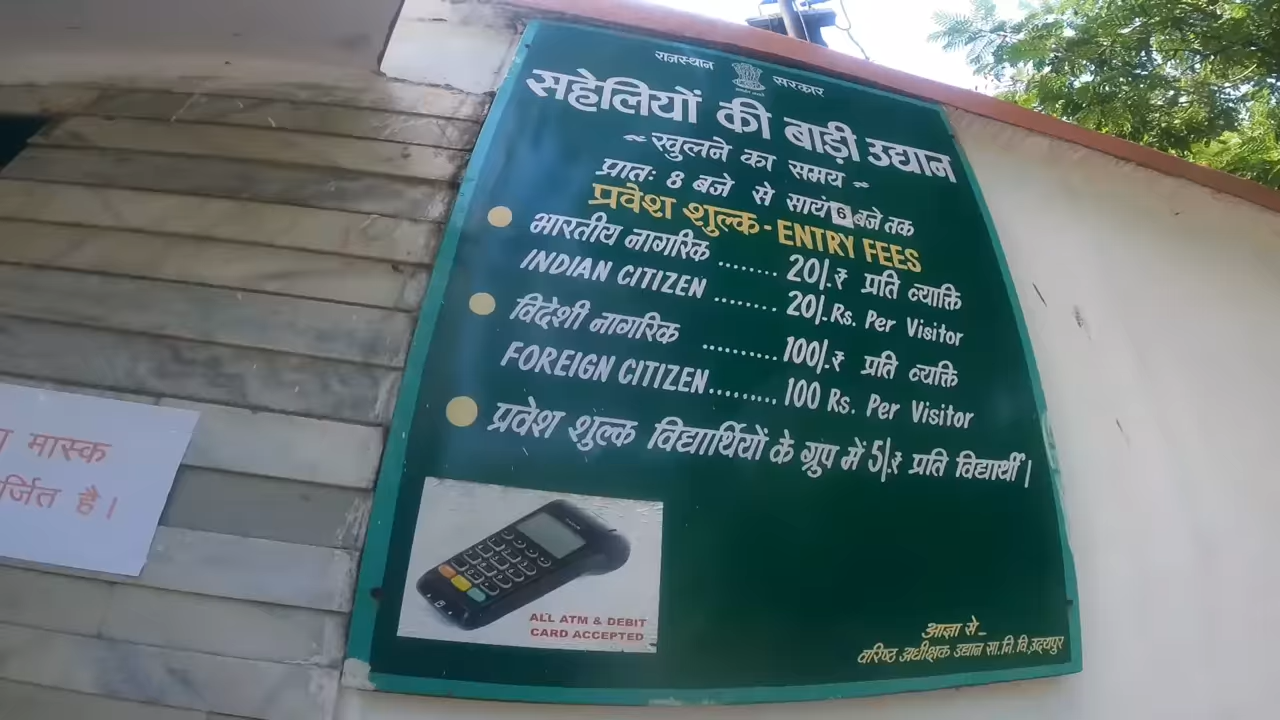 राजस्थान सरकार
सहेलियों की बाड़ी उद्यान
~ खुलने का समय ~
प्रातः 8 बजे से सायं 6 बजे तक
प्रवेश शुल्क - ENTRY FEES
भारतीय नागरिक ........ 20/.₹ प्रति व्याक्ति
INDIAN CITIZEN ........ 20/.Rs. Per Visitor
विदेशी नागरिक .......... 100/.₹ प्रति व्यक्ति
FOREIGN CITIZEN......... 100 Rs. Per Visitor
प्रवेश शुल्क विद्यार्थियों के ग्रुप में 5/.₹ प्रति विद्यार्थी।
ALL ATM & DEBIT
CARD ACCEPTED
आज्ञा से_
वरिष्ठ अधीक्षक उद्यान सा.नि.वि.उदयपुर
मास्क
है।